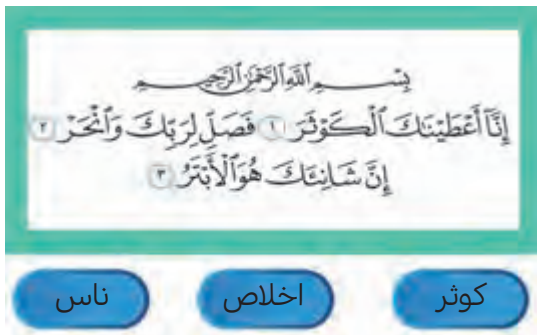 بِسْمِ ٱللَّهِ ٱلرَّحْمَٰنِ ٱلرَّحِيمِ
إِنَّآ أَعْطَيْنَٰكَ ٱلْكَوْثَرَ ١ فَصَلِّ لِرَبِّكَ وَٱنْحَرْ ٢
إِنَّ شَانِئَكَ هُوَ ٱلْأَبْتَرُ ٣
کوثر اخلاص ناس